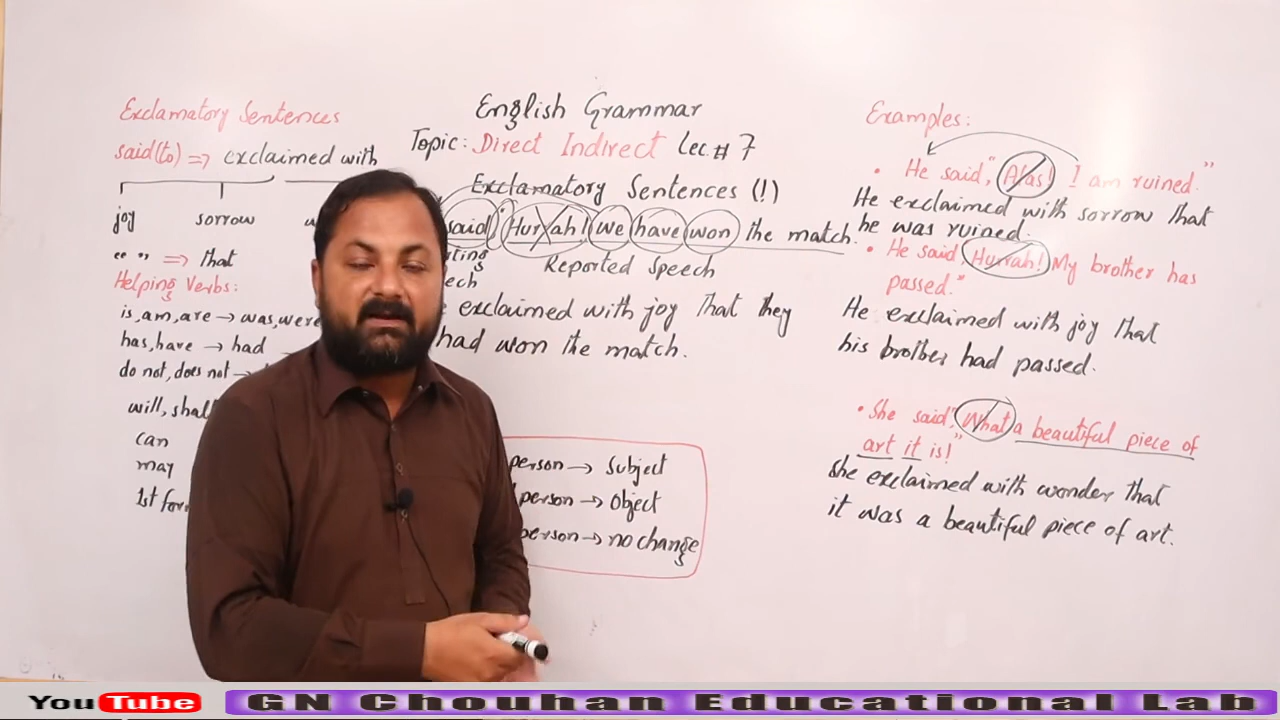 English Grammar
Topic: Direct Indirect Lec. # 7
Exclamatory Sentences (!)
Exclamatory Sentences
said(to) => exclaimed with
joy sorrow
" " => that
Helping Verbs:
is, am, are → was, were
has, have → had →
do not, does not →
will, shall
can
may
1st form
said, "Hurrah! we have won the match.
Reported Speech
exclaimed with joy that they
had won the match.
person → Subject
person → Object
person → no change
Examples:
• He said, "Alas! I am ruined."
He exclaimed with sorrow that
he was ruined.
• He said "Hurrah! My brother has
passed."
He exclaimed with joy that
his brother had passed.
• She said, "What a beautiful piece of
art it is!"
She exclaimed with wonder that
it was a beautiful piece of art.
YouTube GN Chouhan Educational Lab